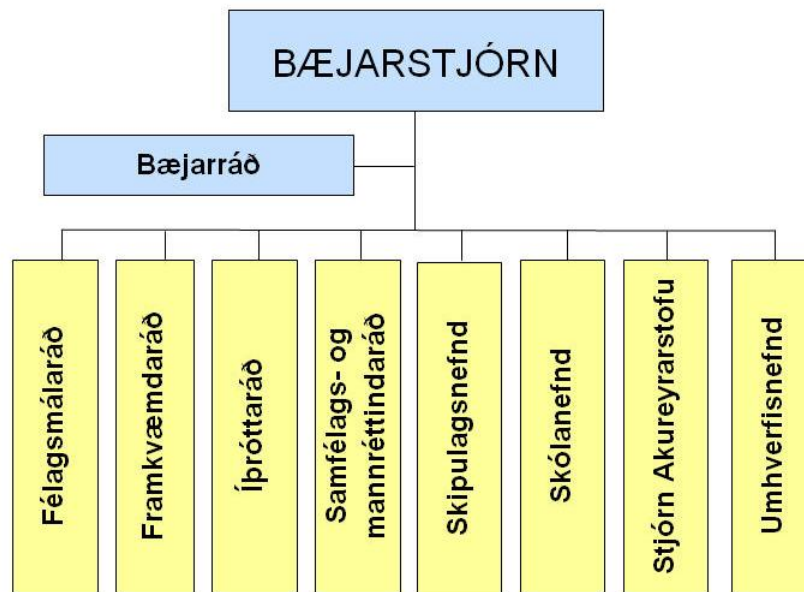 BÆJARSTJÓRN
Bæjarráð
Félagsmálaráð
Framkvæmdaráð
Íþróttaráð
Samfélags- og
mannréttindaráð
Skipulagsnefnd
Skólanefnd
Stjórn Akureyrarstofu
Umhverfisnefnd